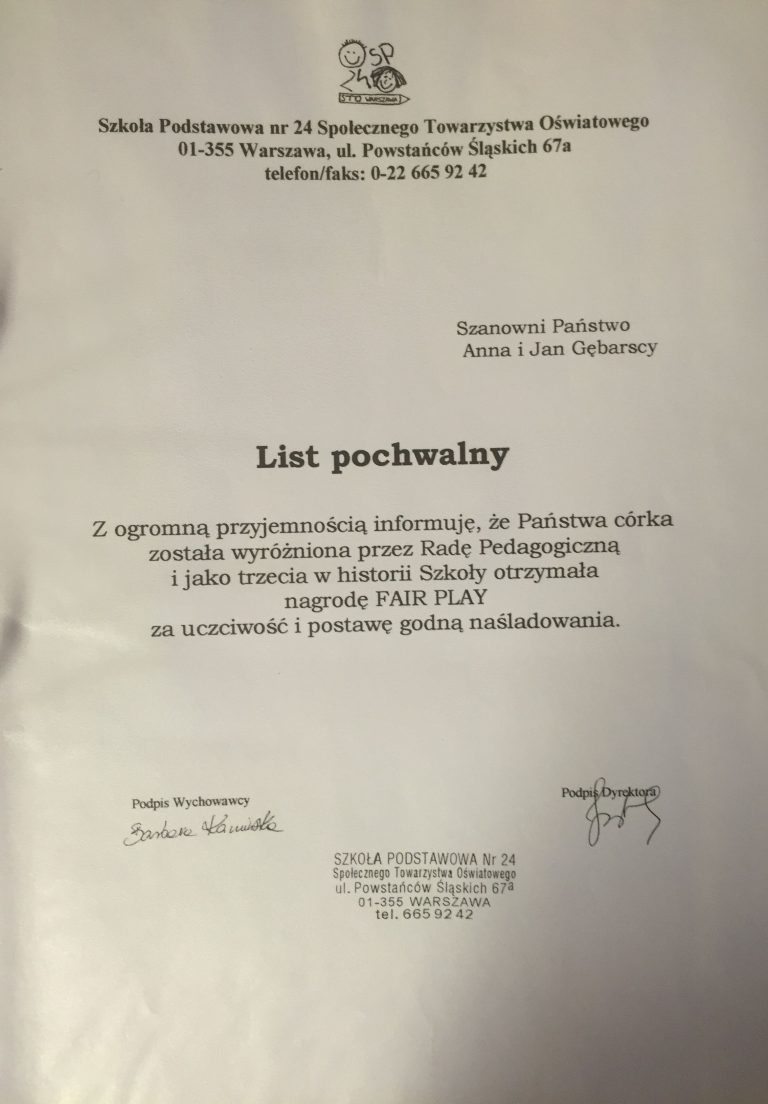 SP
24
STO WARSZAWA
Szkoła Podstawowa nr 24 Społecznego Towarzystwa Oświatowego
01-355 Warszawa, ul. Powstańców Śląskich 67a
telefon/faks: 0-22 665 92 42
Szanowni Państwo
Anna i Jan Gębarscy
List pochwalny
Z ogromną przyjemnością informuję, że Państwa córka
została wyróżniona przez Radę Pedagogiczną
i jako trzecia w historii Szkoły otrzymała
nagrodę FAIR PLAY
za uczciwość i postawę godną naśladowania.
Podpis Wychowawcy
Podpis Dyrektora
Barbara Kamińska
SZKOŁA PODSTAWOWA Nr 24
Społecznego Towarzystwa Oświatowego
ul. Powstańców Śląskich 67a
01-355 WARSZAWA
tel. 665 92 42